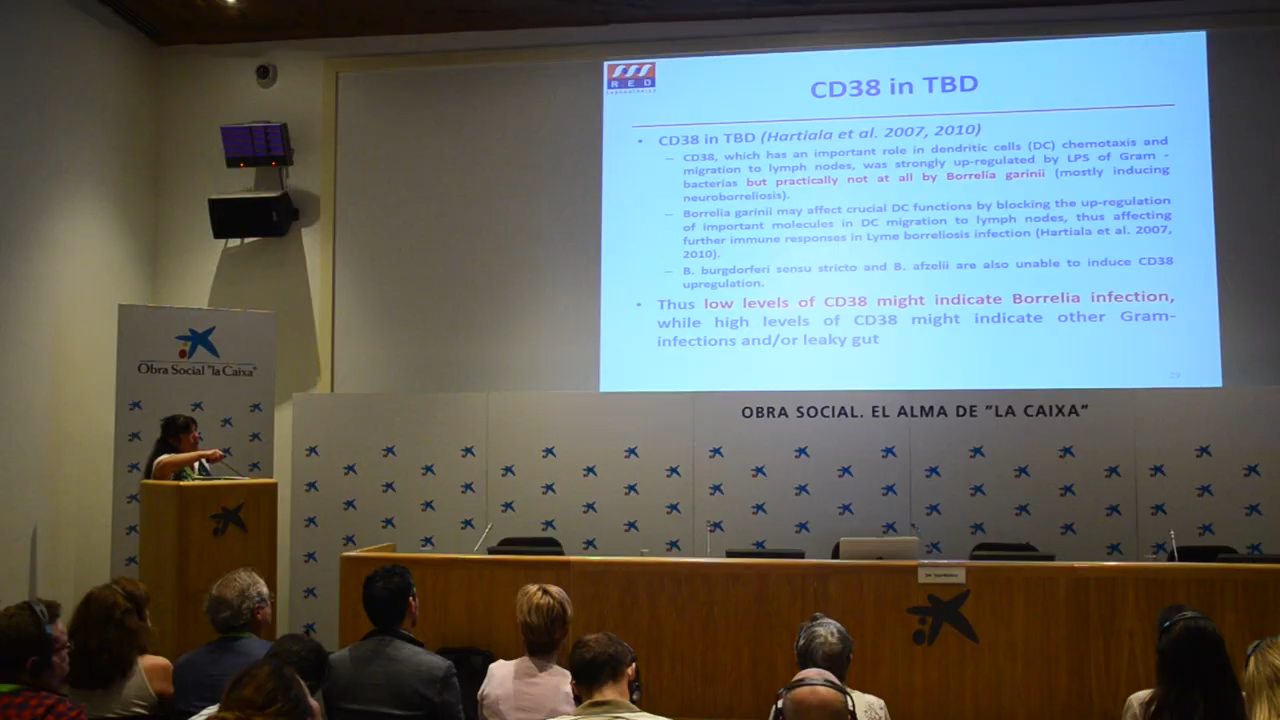 RED
CD38 in TBD
• CD38 in TBD (Hartiala et al. 2007, 2010)
– CD38, which has an important role in dendritic cells (DC) chemotaxis and
migration to lymph nodes, was strongly up-regulated by LPS of Gram -
bacterias but practically not at all by Borrelia garinii (mostly inducing
neuroborreliosis).
– Borrelia garinii may affect crucial DC functions by blocking the up-regulation
of important molecules in DC migration to lymph nodes, thus affecting
further immune responses in Lyme borreliosis infection (Hartiala et al. 2007,
2010).
– B. burgdorferi sensu stricto and B. afzelii are also unable to induce CD38
upregulation.
• Thus low levels of CD38 might indicate Borrelia infection,
while high levels of CD38 might indicate other Gram-
infections and/or leaky gut
Obra Social "la Caixa"
OBRA SOCIAL. EL ALMA DE "LA CAIXA"